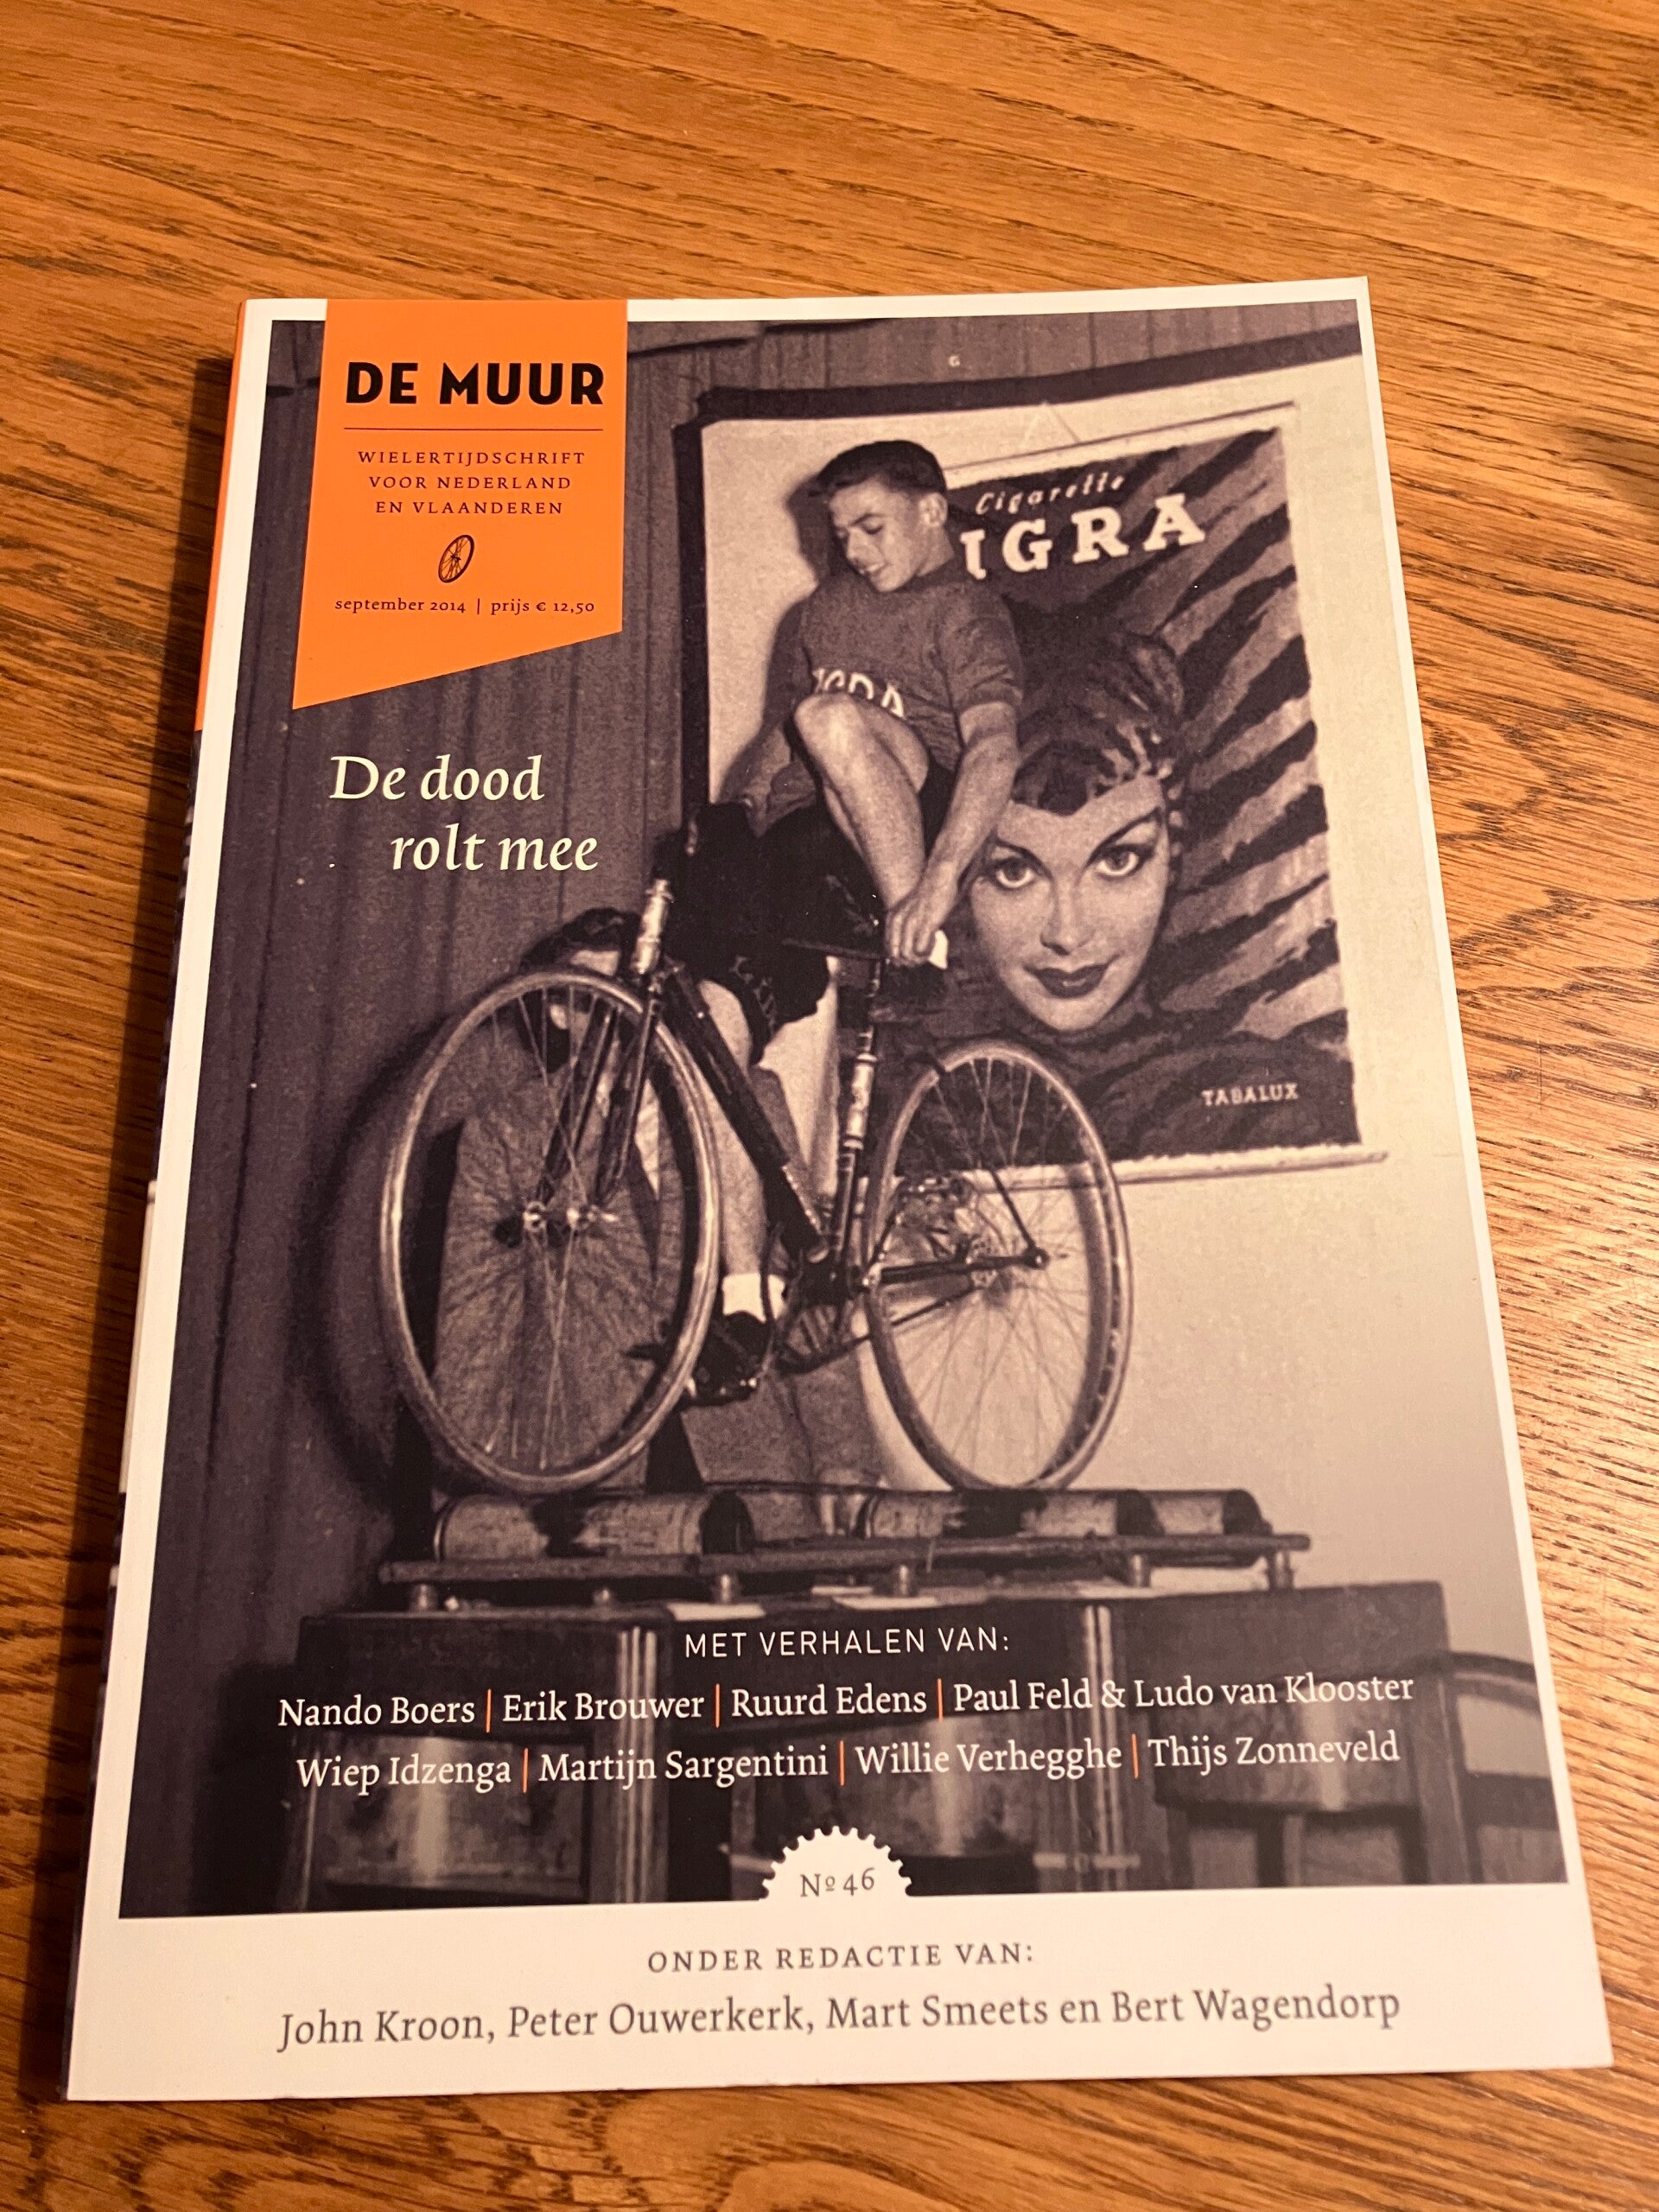 DE MUUR
WIELERTIJDSCHRIFT
VOOR NEDERLAND
EN VLAANDEREN
september 2014 | prijs € 12,50
De dood
rolt mee
Cigarette
IGRA
TABALUX
MET VERHALEN VAN:
Nando Boers | Erik Brouwer | Ruurd Edens | Paul Feld & Ludo van Klooster
Wiep Idzenga | Martijn Sargentini | Willie Verhegghe | Thijs Zonneveld
Nº 46
ONDER REDACTIE VAN:
John Kroon, Peter Ouwerkerk, Mart Smeets en Bert Wagendorp